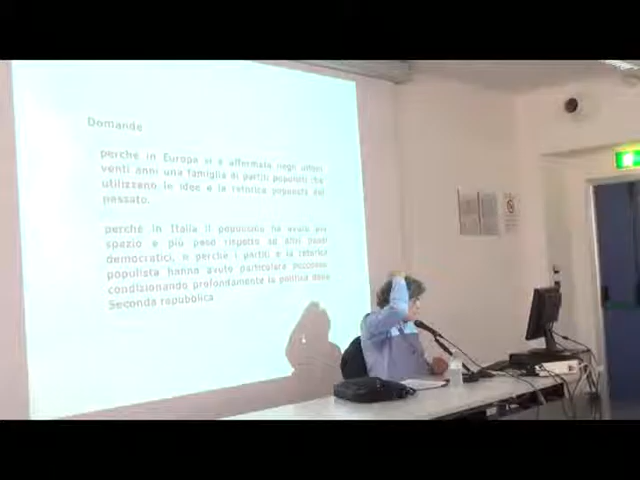 Domande
perchè in Europa si è affermata negli ultimi
venti anni una famiglia di partiti populisti che
utilizzano le idee e la retorica populista del
passato.
perchè in Italia il populismo ha avuto più
spazio e più peso rispetto se altri paesi
democratici, e perchè i partiti e la retorica
populista hanno avuto particolare successo
condizionando profondamente la politica della
Seconda repubblica